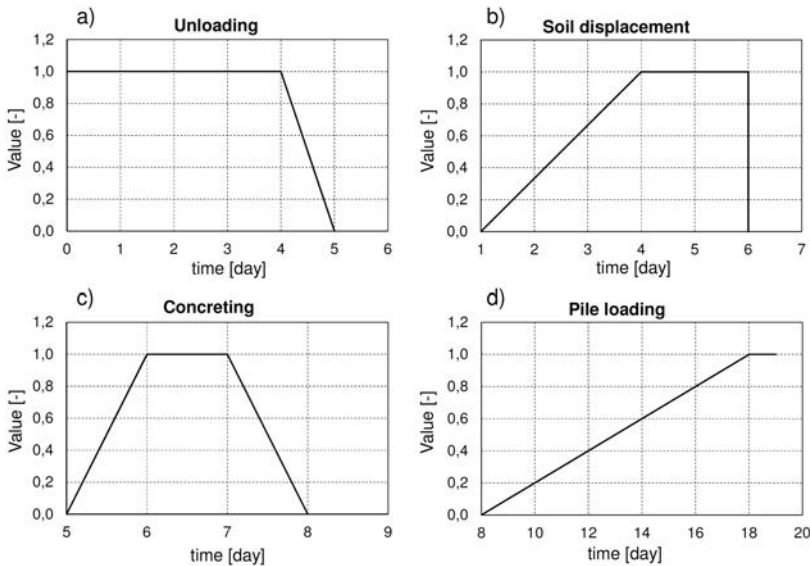 a)
Unloading
1,2
1,0
0,8
0,6
0,4
0,2
0,0
Value [-]
0 1 2 3 4 5 6
time [day]
b)
Soil displacement
1,2
1,0
0,8
0,6
0,4
0,2
0,0
Value [-]
1 2 3 4 5 6 7
time [day]
c)
Concreting
1,2
1,0
0,8
0,6
0,4
0,2
0,0
Value [-]
5 6 7 8 9
time [day]
d)
Pile loading
1,2
1,0
0,8
0,6
0,4
0,2
0,0
Value [-]
8 10 12 14 16 18 20
time [day]